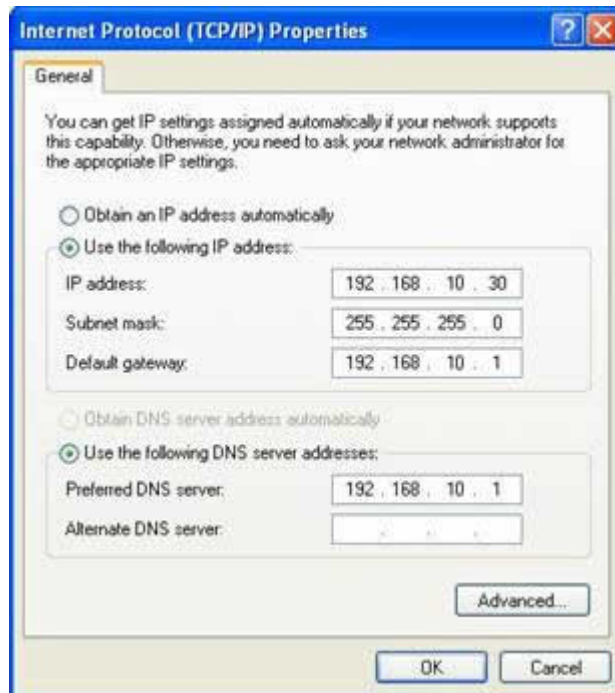 Internet Protocol (TCP/IP) Properties
General
You can get IP settings assigned automatically if your network supports
this capability. Otherwise, you need to ask your network administrator for
the appropriate IP settings.
Obtain an IP address automatically
Use the following IP address:
IP address: 192 . 168 . 10 . 30
Subnet mask: 255 . 255 . 255 . 0
Default gateway: 192 . 168 . 10 . 1
Obtain DNS server address automatically
Use the following DNS server addresses:
Preferred DNS server: 192 . 168 . 10 . 1
Alternate DNS server: . . .
Advanced...
OK Cancel